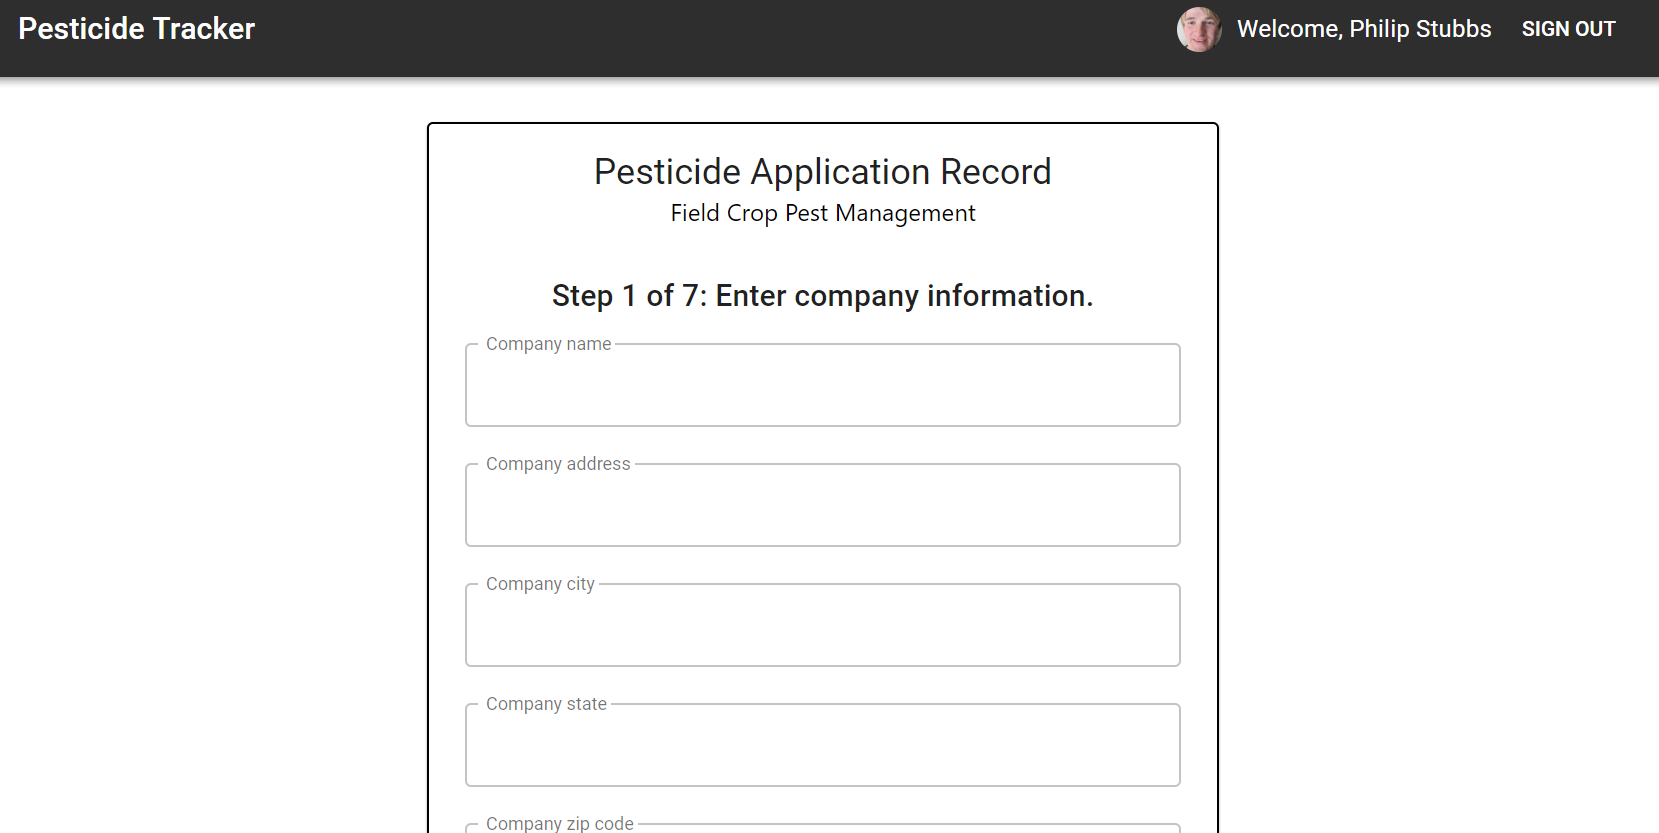 Pesticide Tracker
Welcome, Philip Stubbs
SIGN OUT
Pesticide Application Record
Field Crop Pest Management
Step 1 of 7: Enter company information.
Company name
Company address
Company city
Company state
Company zip code